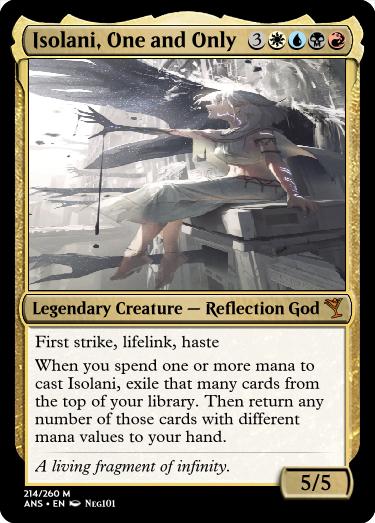 Isolani, One and Only 3
Legendary Creature — Reflection God
First strike, lifelink, haste
When you spend one or more mana to
cast Isolani, exile that many cards from
the top of your library. Then return any
number of those cards with different
mana values to your hand.
A living fragment of infinity.
5/5
214/260 M
ANS • EN Neg101